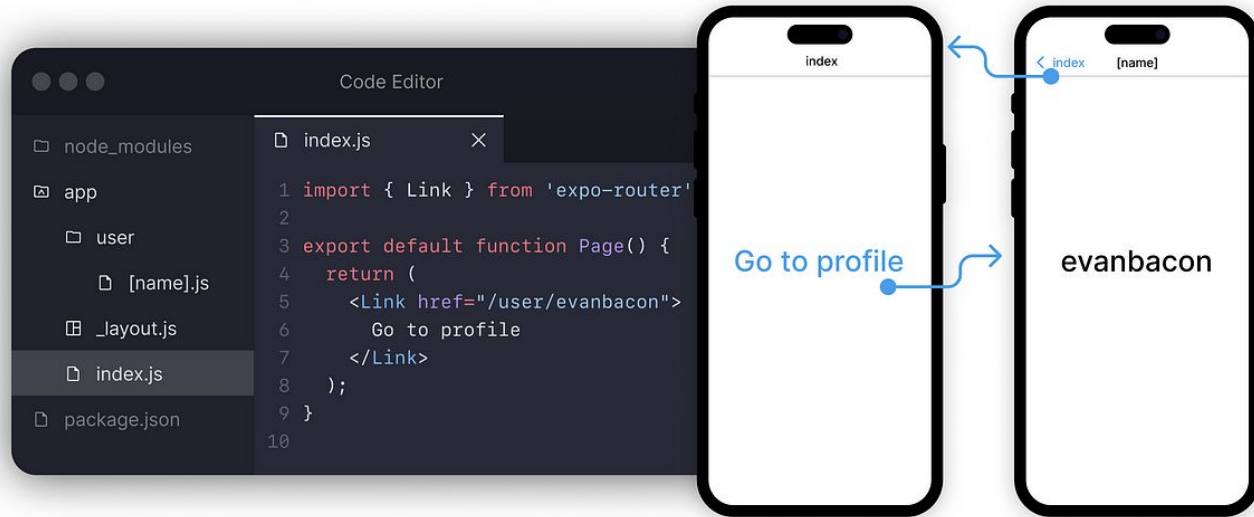 Code Editor
node_modules
app
user
[name].js
_layout.js
index.js
package.json
index.js
1 import { Link } from 'expo-router'
2
3 export default function Page() {
4   return (
5     <Link href="/user/evanbacon">
6       Go to profile
7     </Link>
8   );
9 }
10
index
Go to profile
index
[name]
evanbacon